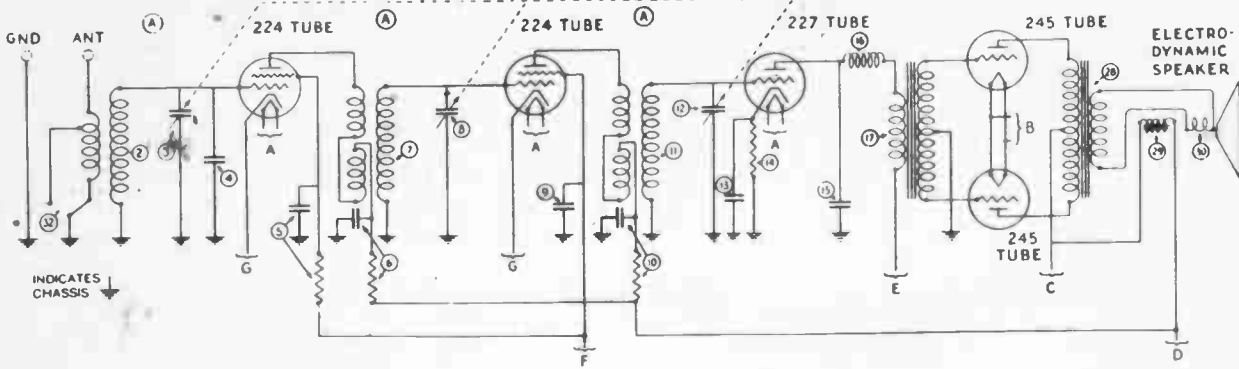 A
A
A
224 TUBE
224 TUBE
227 TUBE
245 TUBE
GND
ANT
ELECTRO-
DYNAMIC
SPEAKER
16
28
2
3
4
7
8
11
12
13
14
15
17
B
29
30
A
A
A
5
9
32
6
10
G
G
245
TUBE
INDICATES
CHASSIS
E
C
F
D